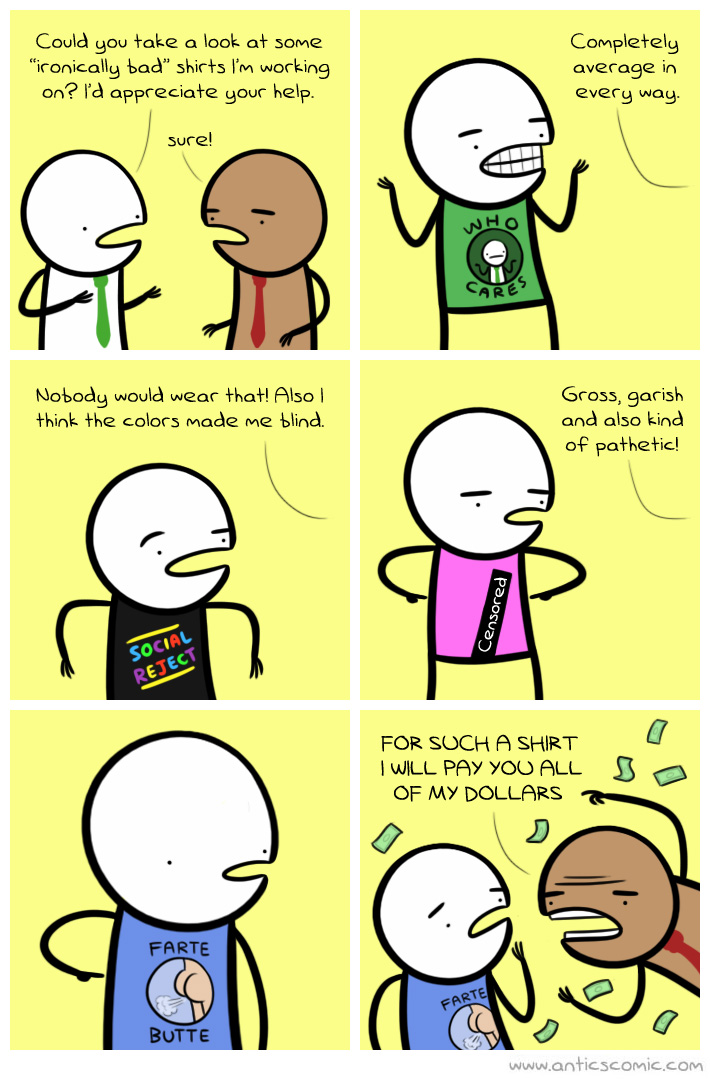 Could you take a look at some
“ironically bad” shirts I’m working
on? I’d appreciate your help.
sure!
Completely
average in
every way.
WHO
CARES
Nobody would wear that! Also I
think the colors made me blind.
SOCIAL
REJECT
Gross, garish
and also kind
of pathetic!
Censored
FARTE
BUTTE
FOR SUCH A SHIRT
I WILL PAY YOU ALL
OF MY DOLLARS
FARTE
www.anticscomic.com